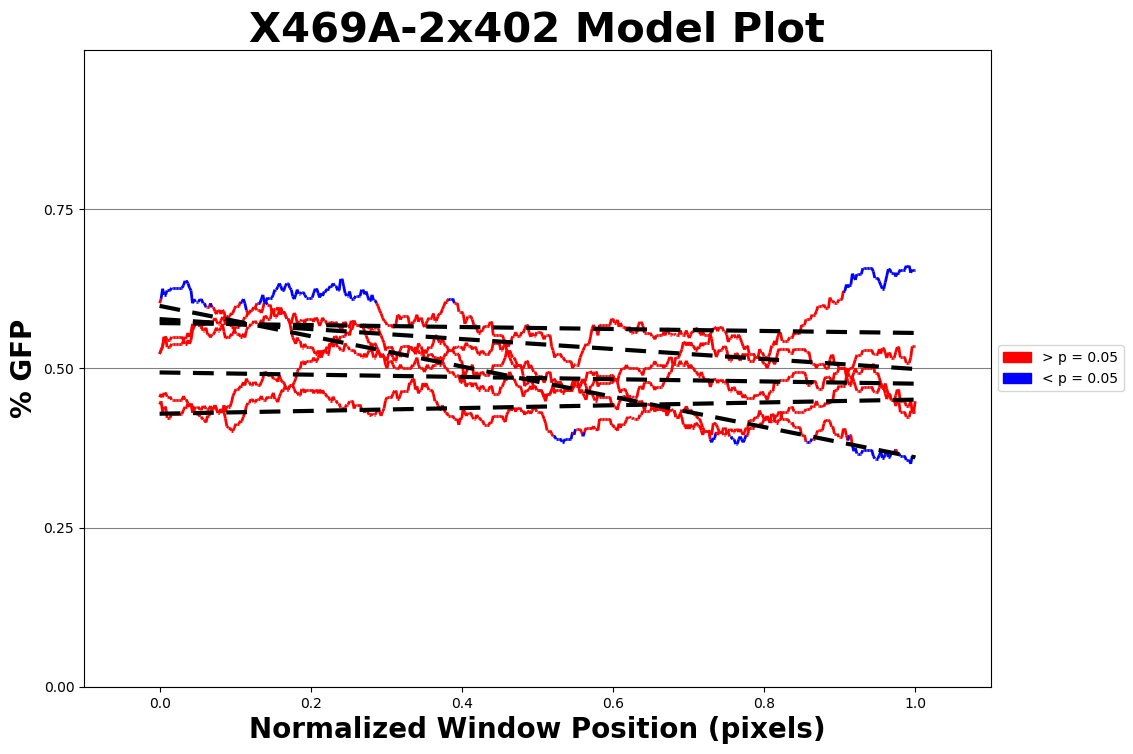 X469A-2x402 Model Plot
% GFP
0.75
0.50
0.25
0.00
0.0 0.2 0.4 0.6 0.8 1.0
Normalized Window Position (pixels)
> p = 0.05
< p = 0.05